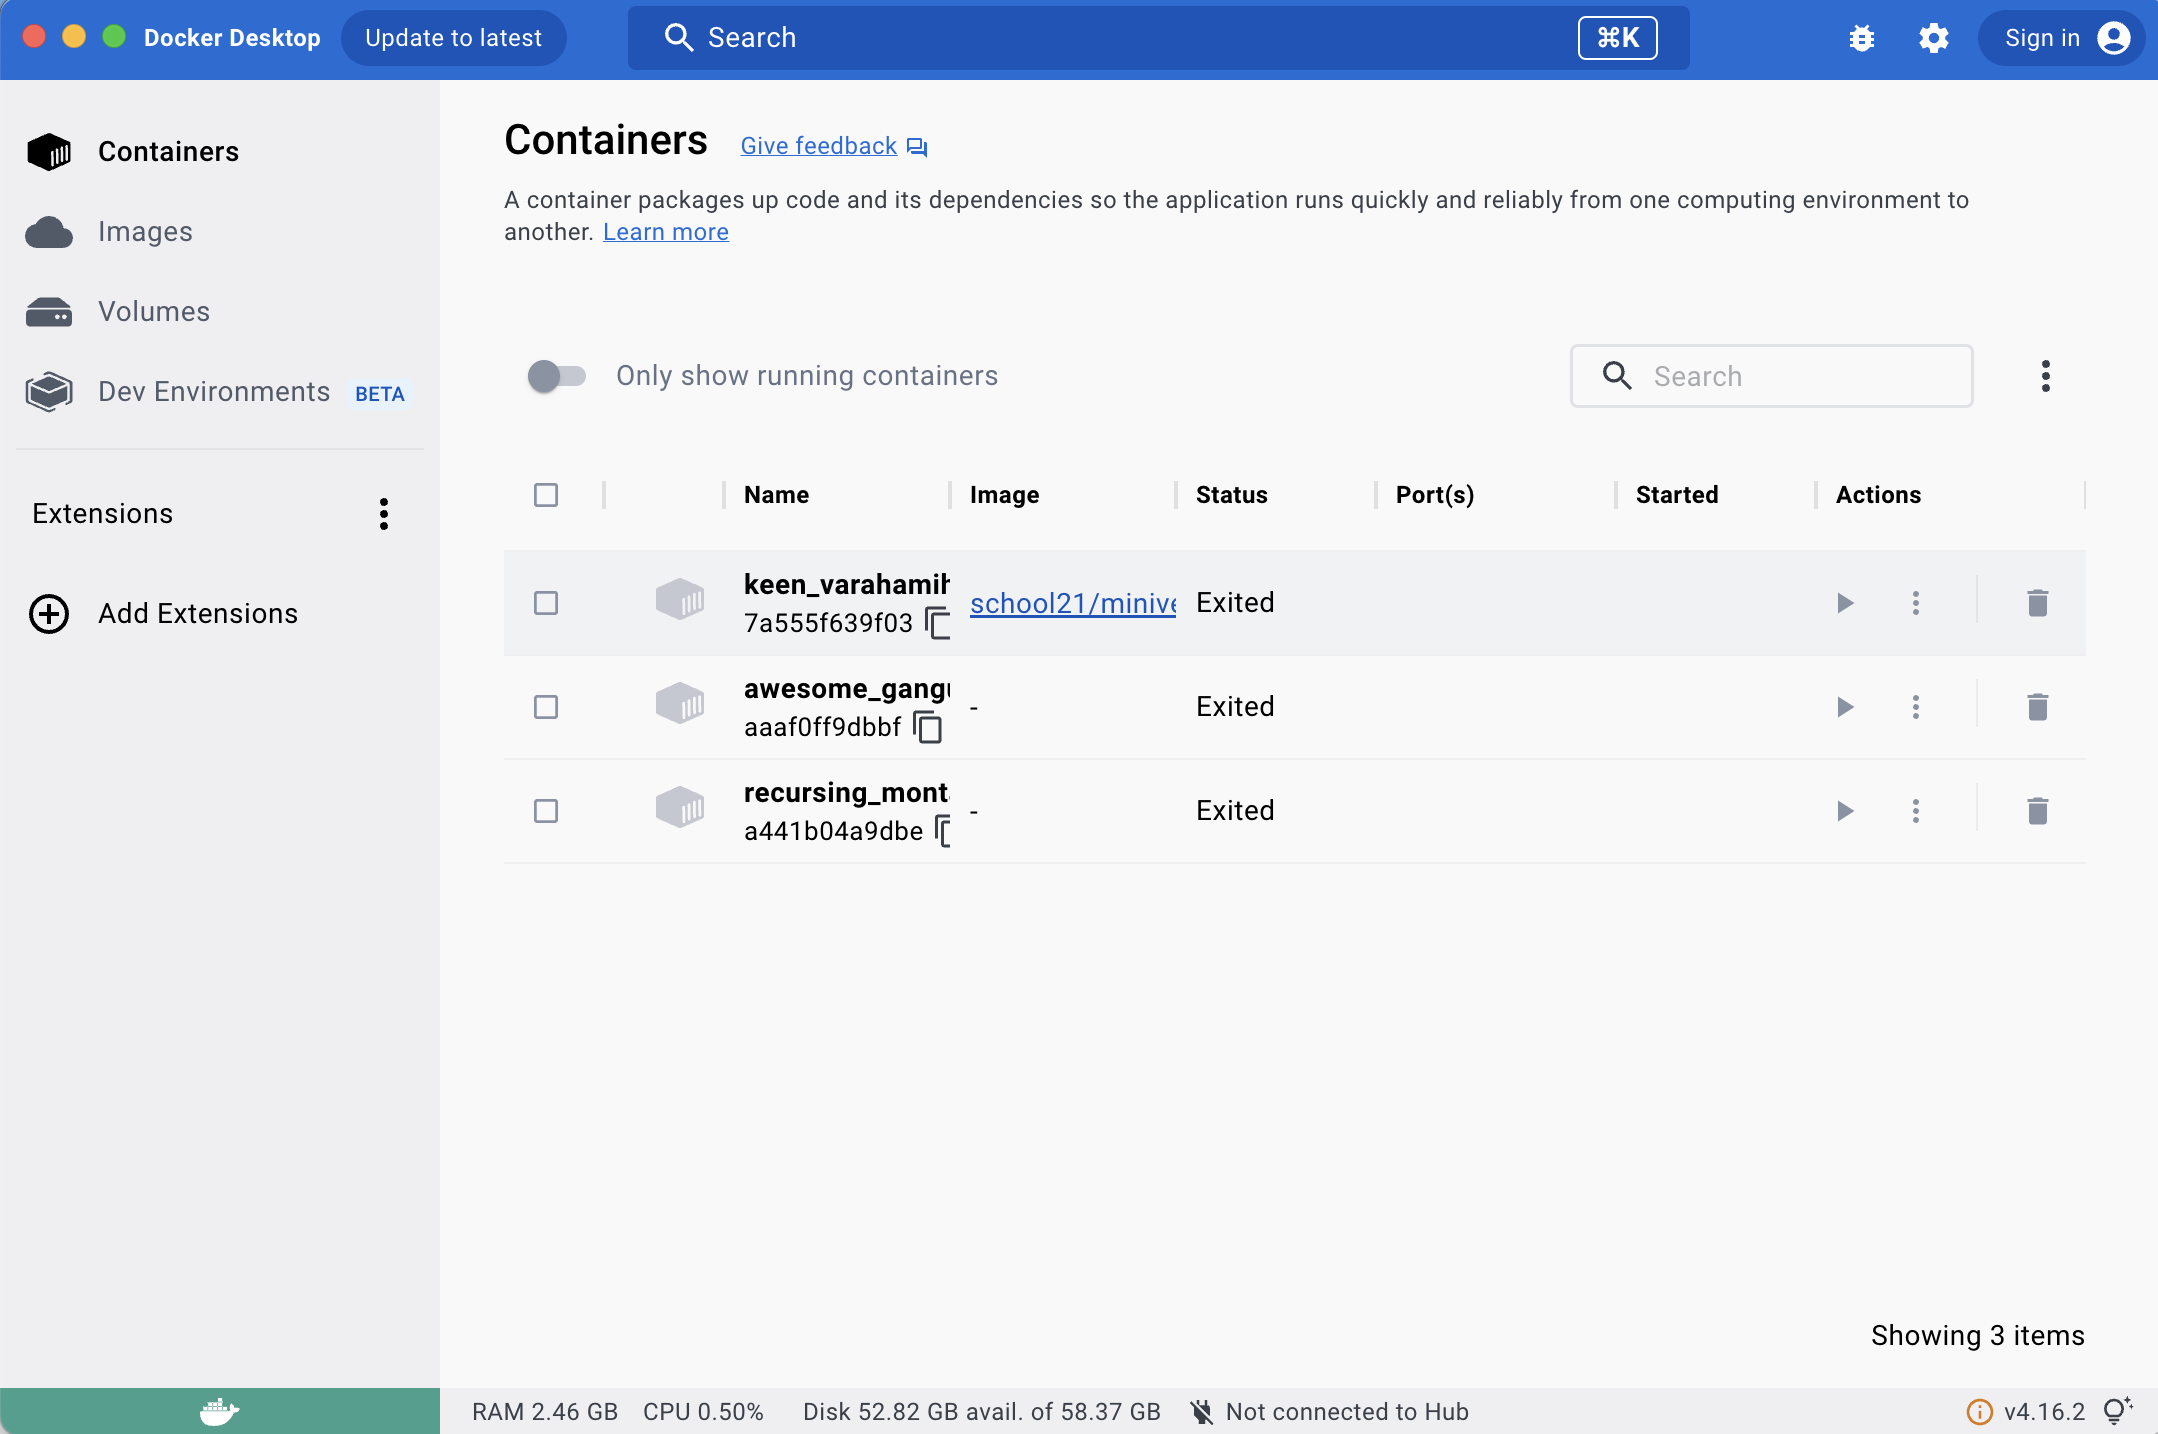 Docker Desktop
Update to latest
Search
⌘K
Sign in
Containers
Images
Volumes
Dev Environments BETA
Extensions
Add Extensions
Containers
Give feedback
A container packages up code and its dependencies so the application runs quickly and reliably from one computing environment to
another. Learn more
Only show running containers
Search
Name Image Status Port(s) Started Actions
keen_varahamih
7a555f639f03
school21/minive
Exited
awesome_gangu
aaaf0ff9dbbf
-
Exited
recursing_monta
a441b04a9dbe
-
Exited
Showing 3 items
RAM 2.46 GB CPU 0.50% Disk 52.82 GB avail. of 58.37 GB Not connected to Hub v4.16.2